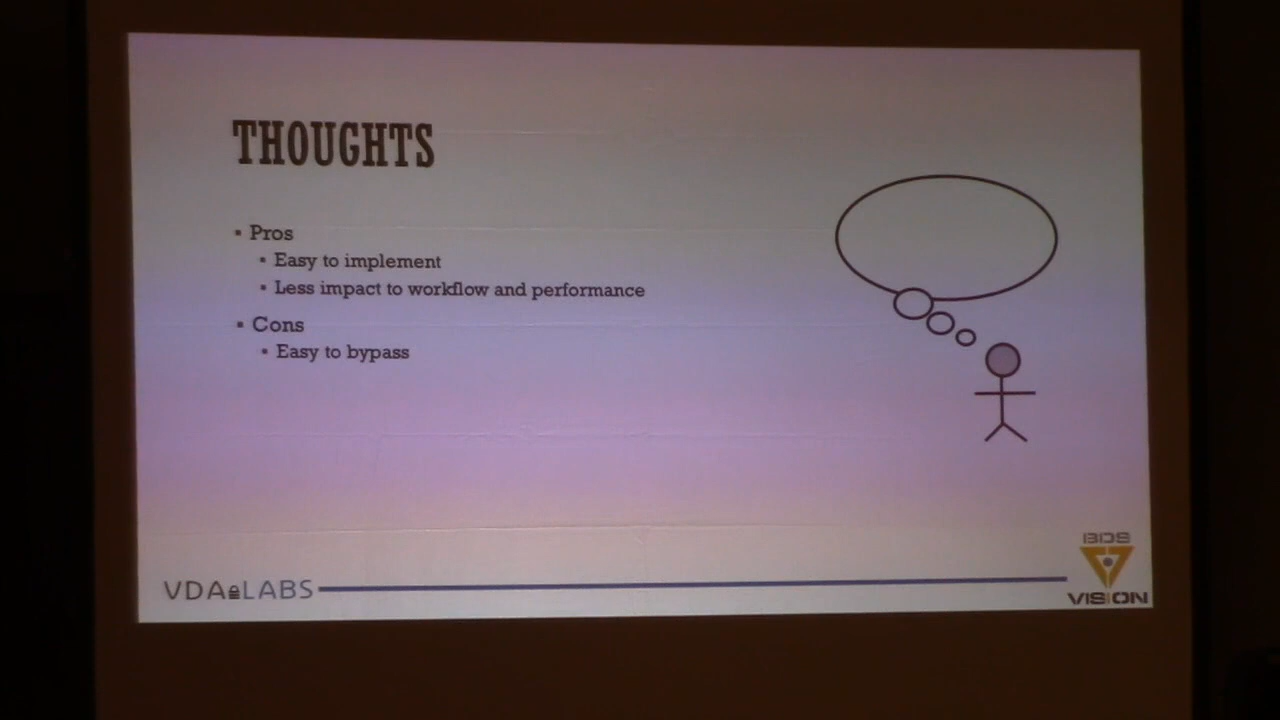 THOUGHTS
▪ Pros
▪ Easy to implement
▪ Less impact to workflow and performance
▪ Cons
▪ Easy to bypass
VDA LABS
BDS
VISION